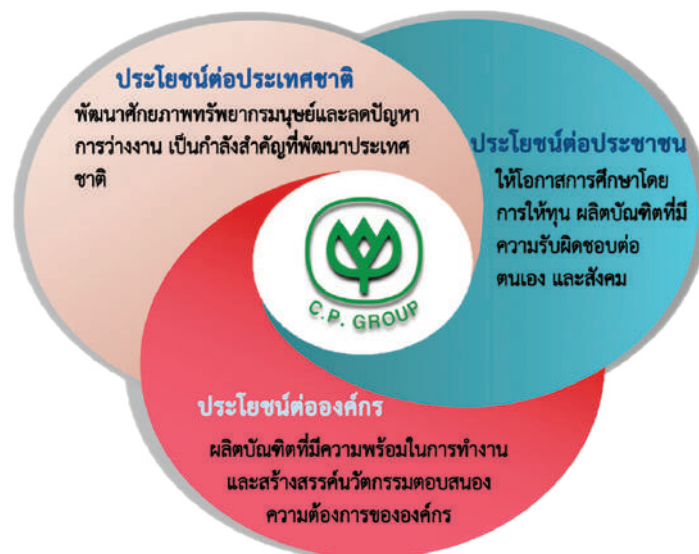 ประโยชน์ต่อประเทศชาติ
พัฒนาศักยภาพทรัพยากรมนุษย์และลดปัญหา
การว่างงาน เป็นกำลังสำคัญที่พัฒนาประเทศ
ชาติ
ประโยชน์ต่อประชาชน
ให้โอกาสการศึกษาโดย
การให้ทุน ผลิตบัณฑิตที่มี
ความรับผิดชอบต่อ
ตนเอง และสังคม
C.P. GROUP
ประโยชน์ต่อองค์กร
ผลิตบัณฑิตที่มีความพร้อมในการทำงาน
และสร้างสรรค์นวัตกรรมตอบสนอง
ความต้องการขององค์กร